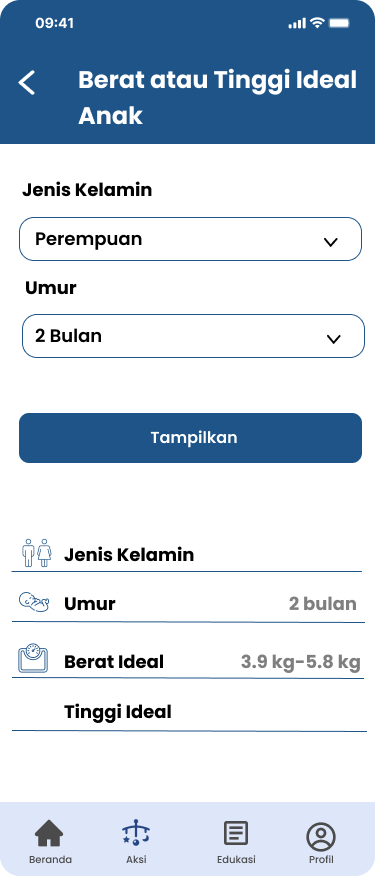 09:41
Berat atau Tinggi Ideal
Anak
Jenis Kelamin
Perempuan
Umur
2 Bulan
Tampilkan
Jenis Kelamin
Umur 2 bulan
Berat Ideal 3.9 kg-5.8 kg
Tinggi Ideal
Beranda Aksi Edukasi Profil